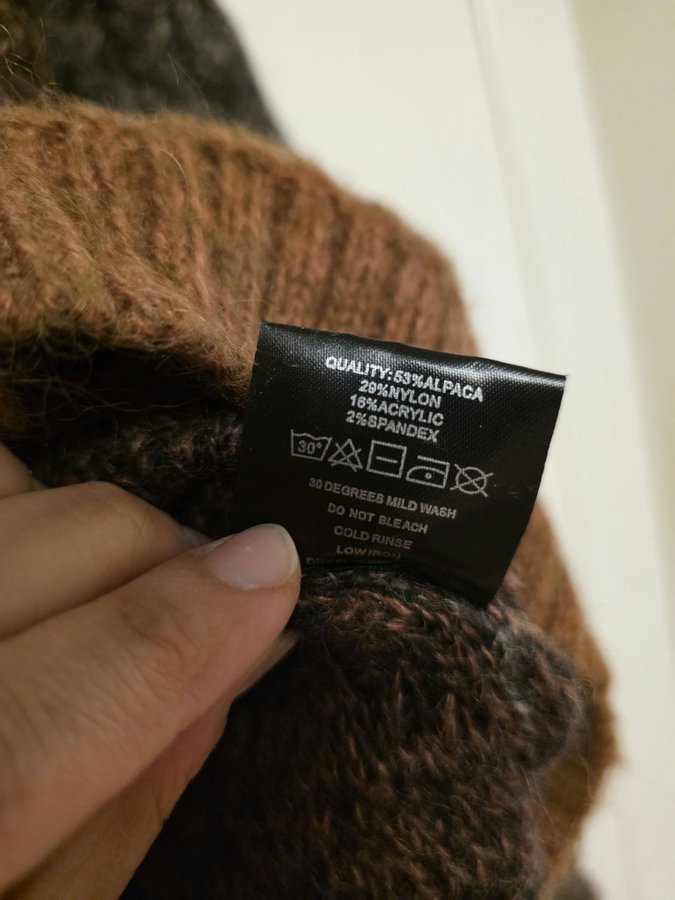 QUALITY:53%ALPACA
29%NYLON
16%ACRYLIC
2%SPANDEX
30°
30 DEGREES MILD WASH
DO NOT BLEACH
COLD RINSE
LOW IRON